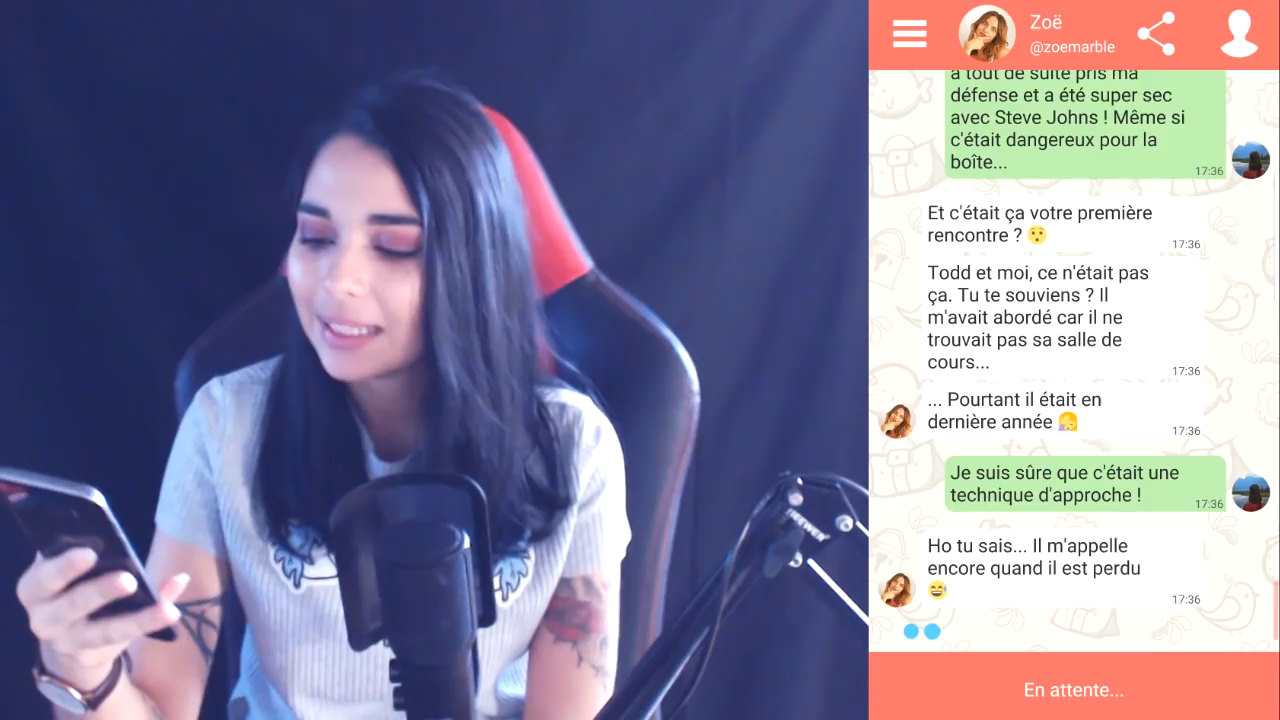 Zoë
@zoemarble
a tout de suite pris ma
défense et a été super sec
avec Steve Johns ! Même si
c'était dangereux pour la
boîte...
17:36
Et c'était ça votre première
rencontre ? 😯
17:36
Todd et moi, ce n'était pas
ça. Tu te souviens ? Il
m'avait abordé car il ne
trouvait pas sa salle de
cours...
17:36
... Pourtant il était en
dernière année 🤦‍♀️
17:36
Je suis sûre que c'était une
technique d'approche !
17:36
Ho tu sais... Il m'appelle
encore quand il est perdu
😅
17:36
En attente...
NEEWER